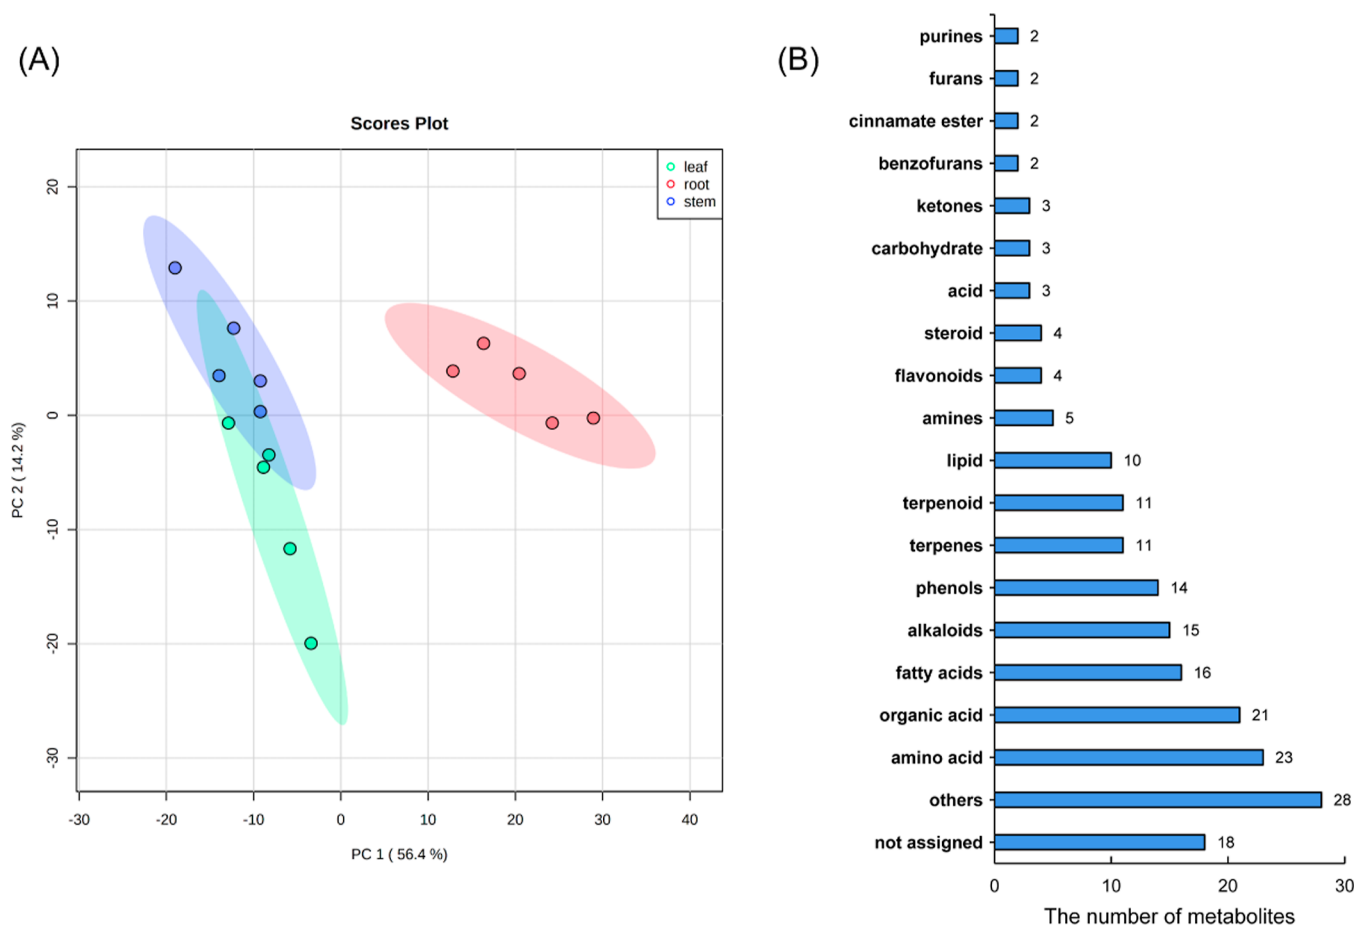 (A)
Scores Plot
leaf
root
stem
20
10
0
-10
-20
-30
PC 2 ( 14.2 %)
-30 -20 -10 0 10 20 30 40
PC 1 ( 56.4 %)
(B)
purines 2
furans 2
cinnamate ester 2
benzofurans 2
ketones 3
carbohydrate 3
acid 3
steroid 4
flavonoids 4
amines 5
lipid 10
terpenoid 11
terpenes 11
phenols 14
alkaloids 15
fatty acids 16
organic acid 21
amino acid 23
others 28
not assigned 18
0 10 20 30
The number of metabolites